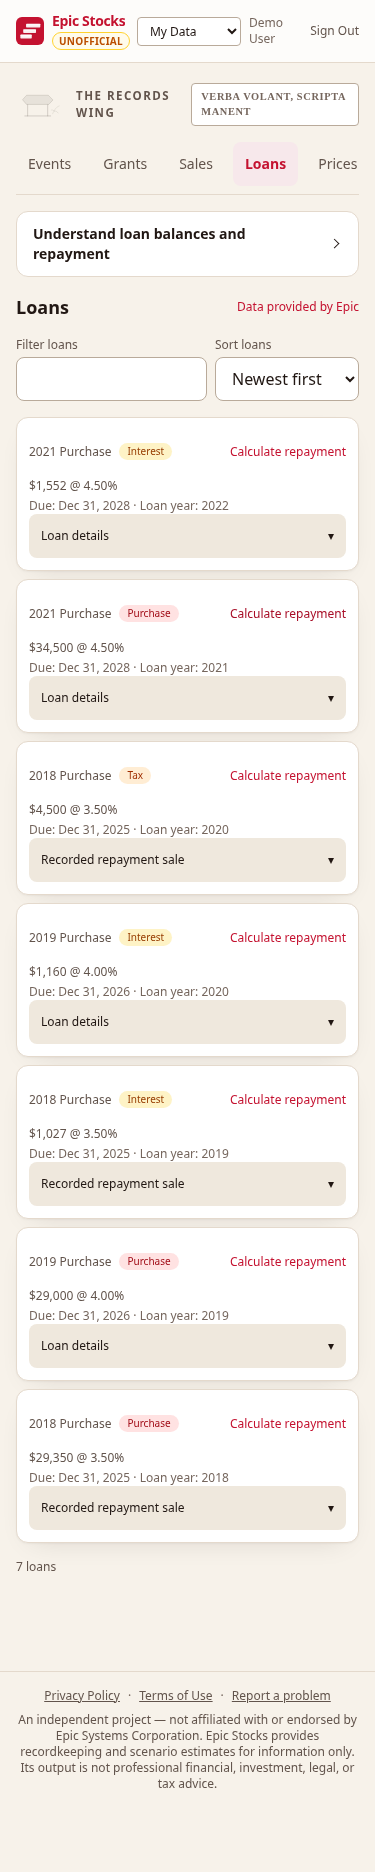 Epic Stocks
UNOFFICIAL
My Data
Demo
User
Sign Out
THE RECORDS
WING
VERBA VOLANT, SCRIPTA
MANENT
Events
Grants
Sales
Loans
Prices
Understand loan balances and
repayment
Loans
Data provided by Epic
Filter loans
Sort loans
Newest first
2021 Purchase
Interest
Calculate repayment
$1,552 @ 4.50%
Due: Dec 31, 2028 · Loan year: 2022
Loan details
2021 Purchase
Purchase
Calculate repayment
$34,500 @ 4.50%
Due: Dec 31, 2028 · Loan year: 2021
Loan details
2018 Purchase
Tax
Calculate repayment
$4,500 @ 3.50%
Due: Dec 31, 2025 · Loan year: 2020
Recorded repayment sale
2019 Purchase
Interest
Calculate repayment
$1,160 @ 4.00%
Due: Dec 31, 2026 · Loan year: 2020
Loan details
2018 Purchase
Interest
Calculate repayment
$1,027 @ 3.50%
Due: Dec 31, 2025 · Loan year: 2019
Recorded repayment sale
2019 Purchase
Purchase
Calculate repayment
$29,000 @ 4.00%
Due: Dec 31, 2026 · Loan year: 2019
Loan details
2018 Purchase
Purchase
Calculate repayment
$29,350 @ 3.50%
Due: Dec 31, 2025 · Loan year: 2018
Recorded repayment sale
7 loans
Privacy Policy · Terms of Use · Report a problem
An independent project — not affiliated with or endorsed by
Epic Systems Corporation. Epic Stocks provides
recordkeeping and scenario estimates for information only.
Its output is not professional financial, investment, legal, or
tax advice.